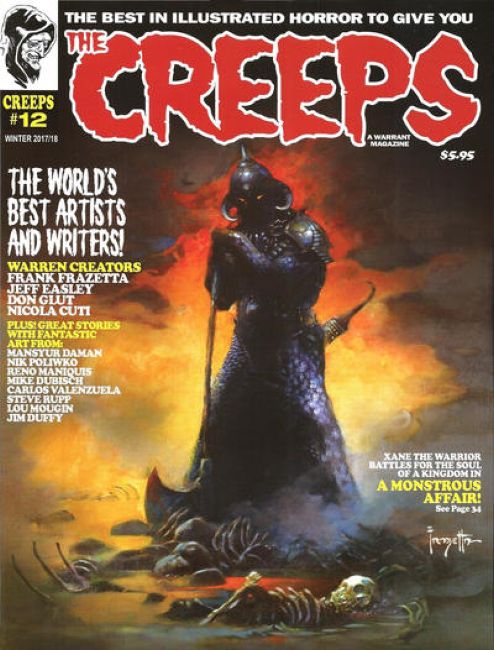 THE BEST IN ILLUSTRATED HORROR TO GIVE YOU
THE
CREEPS
CREEPS
#12
WINTER 2017/18
A WARRANT
MAGAZINE
$5.95
THE WORLD'S
BEST ARTISTS
AND WRITERS!
WARREN CREATORS
FRANK FRAZETTA
JEFF EASLEY
DON GLUT
NICOLA CUTI
PLUS! GREAT STORIES
WITH FANTASTIC
ART FROM:
MANSYUR DAMAN
NIK POLIWKO
RENO MANIQUIS
MIKE DUBISCH
CARLOS VALENZUELA
STEVE RUPP
LOU MOUGIN
JIM DUFFY
XANE THE WARRIOR
BATTLES FOR THE SOUL
OF A KINGDOM IN
A MONSTROUS
AFFAIR!
See Page 34
Frazetta